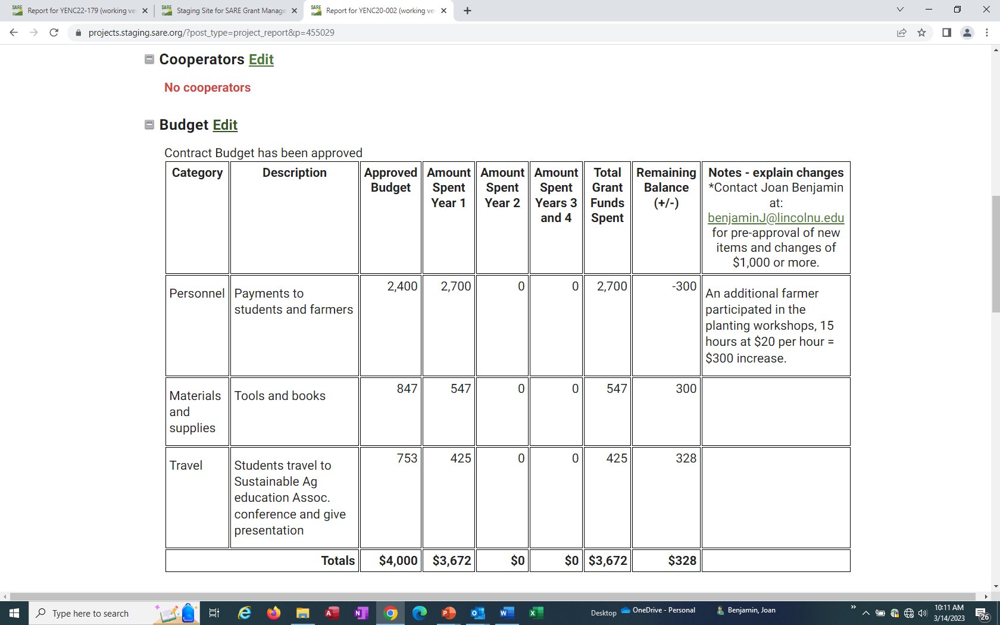 SARE Report for YENC22-179 (working ve
SARE Staging Site for SARE Grant Manage
SARE Report for YENC20-002 (working ve
projects.staging.sare.org/?post_type=project_report&p=455029
Cooperators Edit
No cooperators
Budget Edit
Contract Budget has been approved
Category
Description
Approved
Budget
Amount
Spent
Year 1
Amount
Spent
Year 2
Amount
Spent
Years 3
and 4
Total
Grant
Funds
Spent
Remaining
Balance
(+/-)
Notes - explain changes
*Contact Joan Benjamin
at:
benjaminJ@lincolnu.edu
for pre-approval of new
items and changes of
$1,000 or more.
Personnel
Payments to
students and farmers
2,400
2,700
0
0
2,700
-300
An additional farmer
participated in the
planting workshops, 15
hours at $20 per hour =
$300 increase.
Materials
and
supplies
Tools and books
847
547
0
0
547
300
Travel
Students travel to
Sustainable Ag
education Assoc.
conference and give
presentation
753
425
0
0
425
328
Totals
$4,000
$3,672
$0
$0
$3,672
$328
Type here to search
Desktop
OneDrive - Personal
Benjamin, Joan
10:11 AM
3/14/2023
26